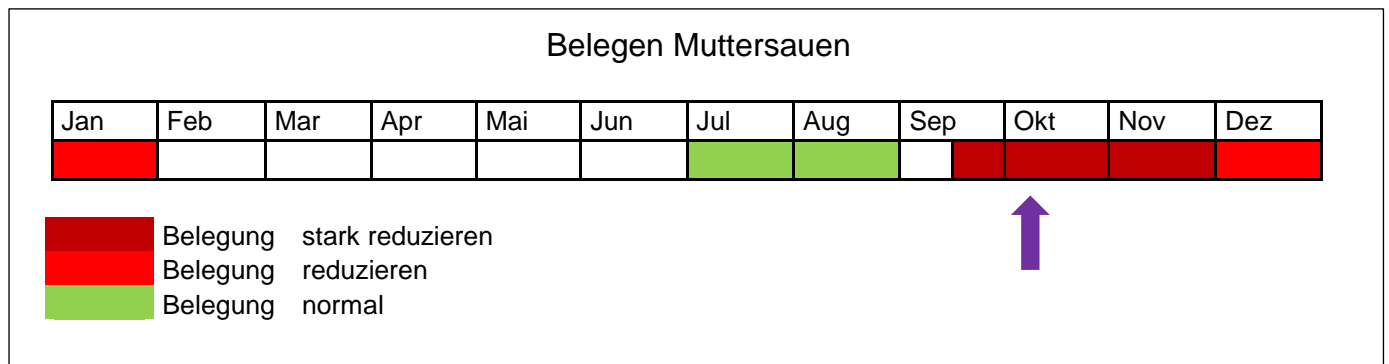 Belegen Muttersauen
Jan Feb Mar Apr Mai Jun Jul Aug Sep Okt Nov Dez
Belegung stark reduzieren
Belegung reduzieren
Belegung normal